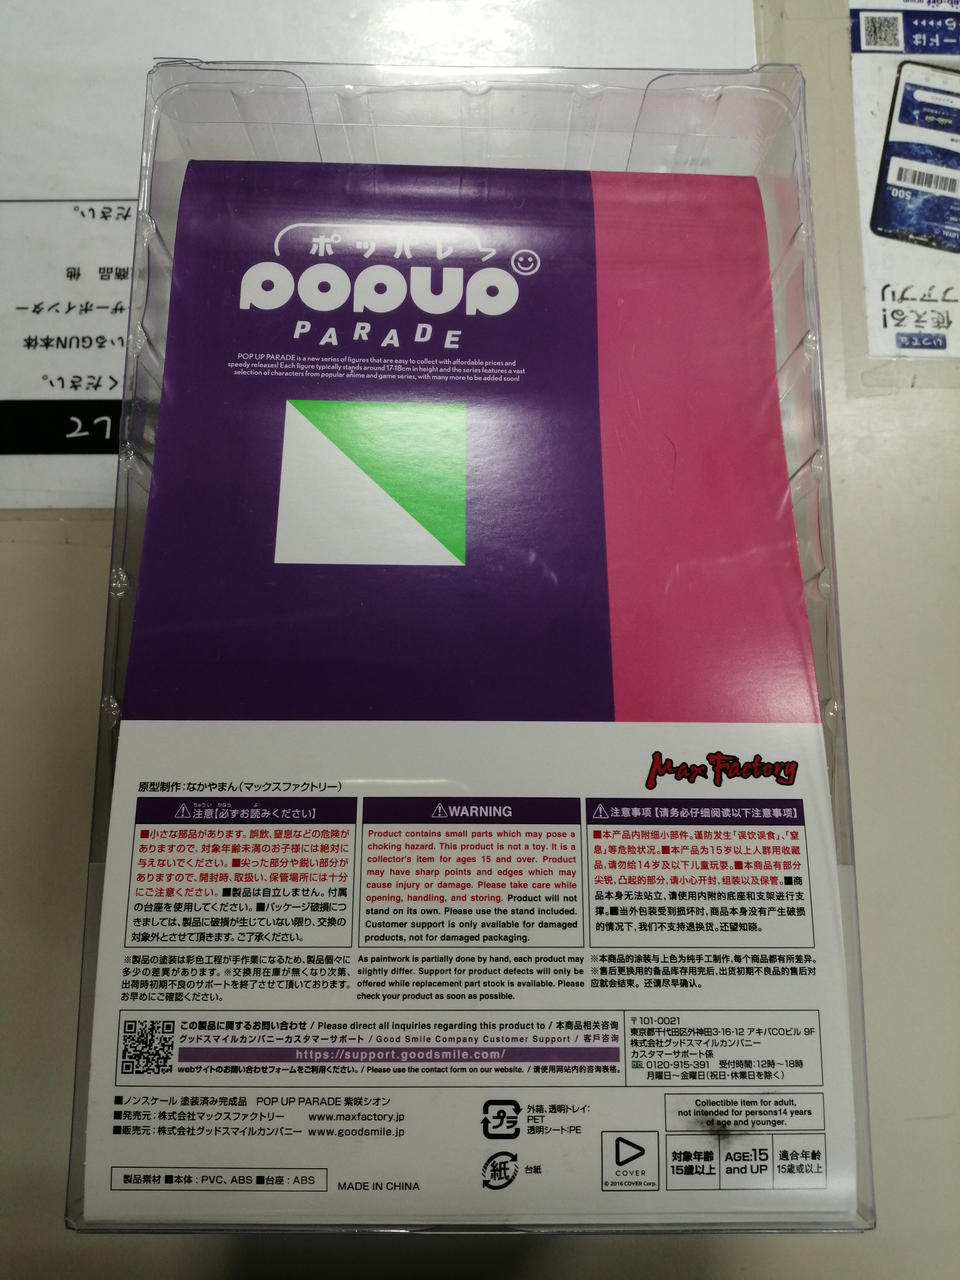 ポップアップ
POPUP
PARADE
POP UP PARADE is a new series of figures that are easy to collect with affordable prices and
speedy releases! Each figure typically stands around 17-18cm in height and the series features a vast
selection of characters from popular anime and game series, with many more to be added soon!
Max Factory
原型制作：なかやまん（マックスファクトリー）
注意【必ずお読みください】
■小さな部品があります。誤飲、窒息などの危険が
ありますので、対象年齢未満のお子様には絶対に
与えないでください。■尖った部分や鋭い部分が
ありますので、開封時、取扱い、保管場所には十分
にご注意ください。■製品は自立しません。付属
の台座を使用してください。■パッケージ破損につ
きましては、製品に破損が生じていない限り、交換の
対象外とさせて頂きます。ご了承ください。
WARNING
Product contains small parts which may pose a
choking hazard. This product is not a toy. It is a
collector's item for ages 15 and over. Product
may have sharp points and edges which may
cause injury or damage. Please take care while
opening, handling, and storing. Product will not
stand on its own. Please use the stand included.
Customer support is only available for damaged
products, not for damaged packaging.
注意事项【请务必仔细阅读以下注意事项】
■本产品内附细小部件。谨防发生「误饮误食」、「窒
息」等危险状况。■本产品为15岁以上人群用收藏
品，请勿给14岁及以下儿童玩耍。■本商品有部分
尖锐，凸起的部分，请小心开封，组装以及保管。■商
品本身无法站立，请使用内附的底座和支架进行支
撑。■当外包装受到损坏时，商品本身没有产生破损
的情况下，我们不支持退换货。还望知晓。
※製品の塗装は彩色工程が手作業になるため、製品個々に
多少の差異があります。※交換用在庫が無くなり次第、
出荷時初期不良のサポートを終了させて頂いております。
お早めにご確認ください。
As paintwork is partially done by hand, each product may
slightly differ. Support for product defects will only be
offered while replacement part stock is available. Please
check your product as soon as possible.
※本商品的涂装与上色为纯手工制作，每个商品都有所差异。
※售后更换用的备品库存用完后，出货初期不良品的售后对
应就会结束。还请尽早确认。
この製品に関するお問い合わせ / Please direct all inquiries regarding this product to / 本商品相关咨询
グッドスマイルカンパニーカスタマーサポート / Good Smile Company Customer Support / 客戶咨询
https://support.goodsmile.com/
webサイトのお問い合わせフォームをご利用ください。/ Please use the contact form on our website. / 请使用网站内的咨询表格。
〒101-0021
東京都千代田区外神田3-16-12 アキバCOビル 9F
株式会社グッドスマイルカンパニー
カスタマーサポート係
0120-915-391 受付時間：12時～18時
月曜日～金曜日（祝日・休業日を除く）
■ノンスケール 塗装済み完成品 POP UP PARADE 紫咲シオン
■発売元：株式会社マックスファクトリー www.maxfactory.jp
■販売元：株式会社グッドスマイルカンパニー www.goodsmile.jp
製品素材 ■本体：PVC、ABS ■台座：ABS
MADE IN CHINA
プラ
外箱、透明トレイ：
PET
透明シート：PE
紙
台紙
COVER
© 2016 COVER Corp.
Collectible item for adult,
not intended for persons14 years
of age and younger.
対象年齢
15歳以上
AGE:15
and UP
適合年齢
15歳或以上
ください。
商品 他
ザーポインター
いるGUN本体
ください。
して
使える!
アプリ
いつでも
500